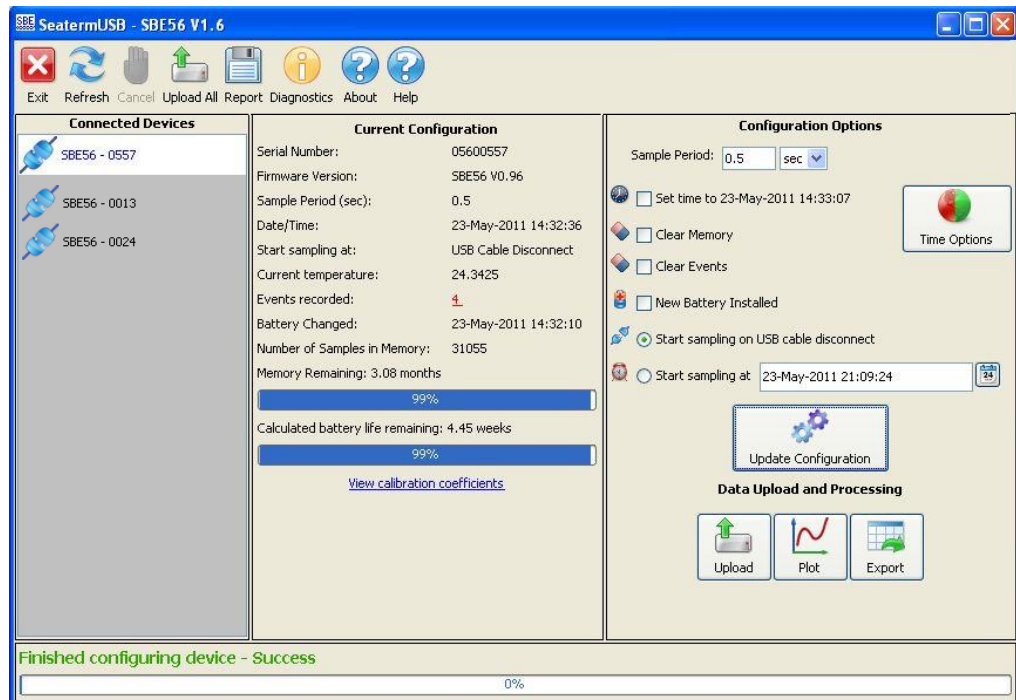 SBE SeatermUSB - SBE56 V1.6
Exit Refresh Cancel Upload All Report Diagnostics About Help
Connected Devices
SBE56 - 0557
SBE56 - 0013
SBE56 - 0024
Current Configuration
Serial Number: 05600557
Firmware Version: SBE56 V0.96
Sample Period (sec): 0.5
Date/Time: 23-May-2011 14:32:36
Start sampling at: USB Cable Disconnect
Current temperature: 24.3425
Events recorded: 4
Battery Changed: 23-May-2011 14:32:10
Number of Samples in Memory: 31055
Memory Remaining: 3.08 months
99%
Calculated battery life remaining: 4.45 weeks
99%
View calibration coefficients
Configuration Options
Sample Period: 0.5 sec
Set time to 23-May-2011 14:33:07
Clear Memory
Clear Events
Time Options
New Battery Installed
Start sampling on USB cable disconnect
Start sampling at 23-May-2011 21:09:24
24
Update Configuration
Data Upload and Processing
Upload Plot Export
Finished configuring device - Success
0%